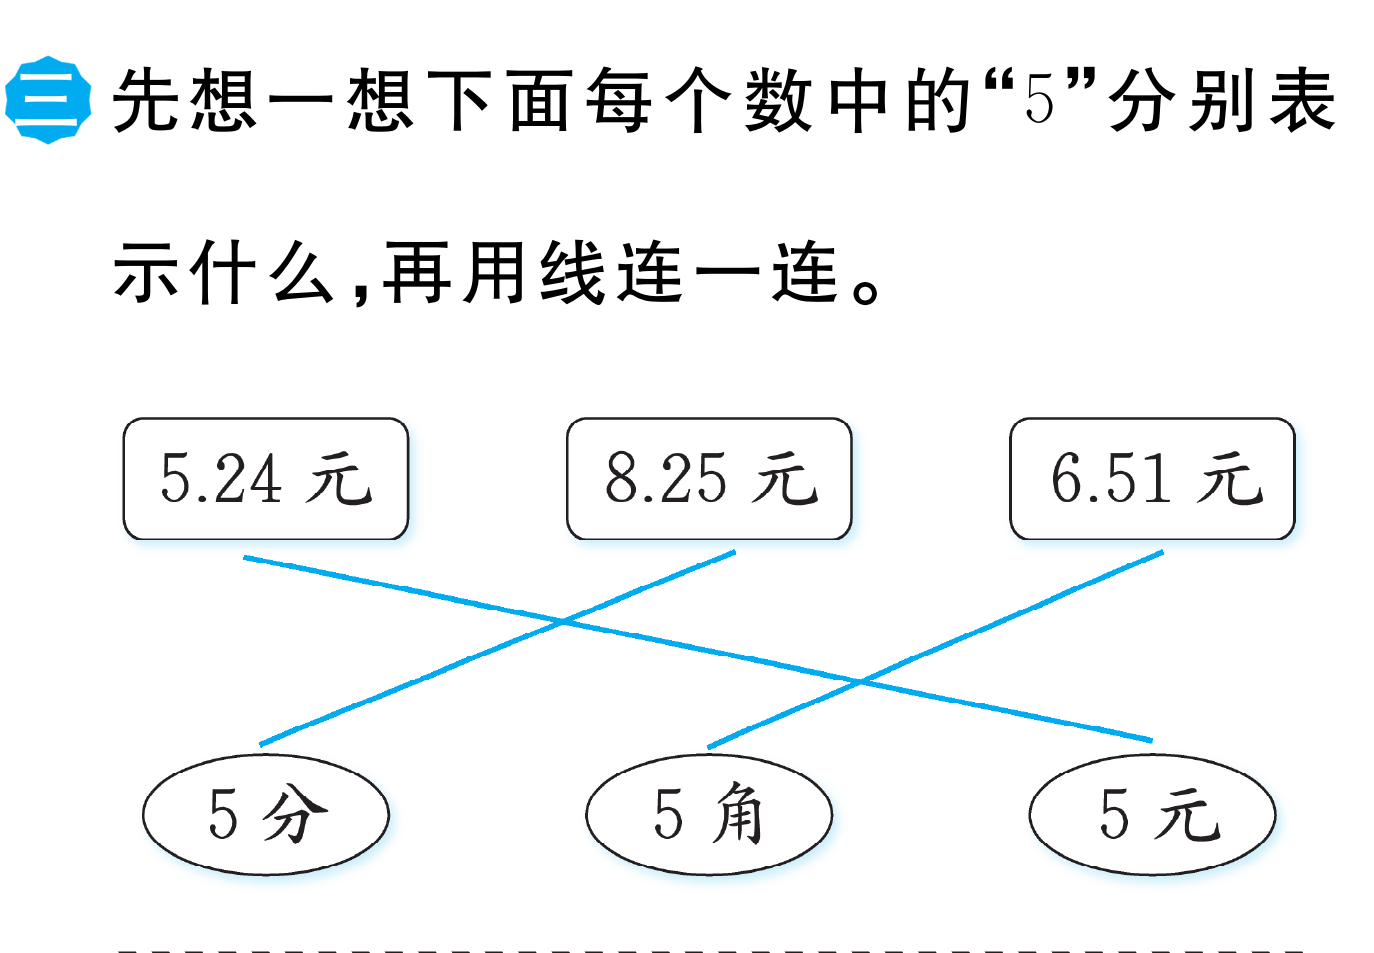 三 先想一想下面每个数中的“5”分别表
示什么,再用线连一连。
5.24 元 8.25 元 6.51 元
5 分 5 角 5 元